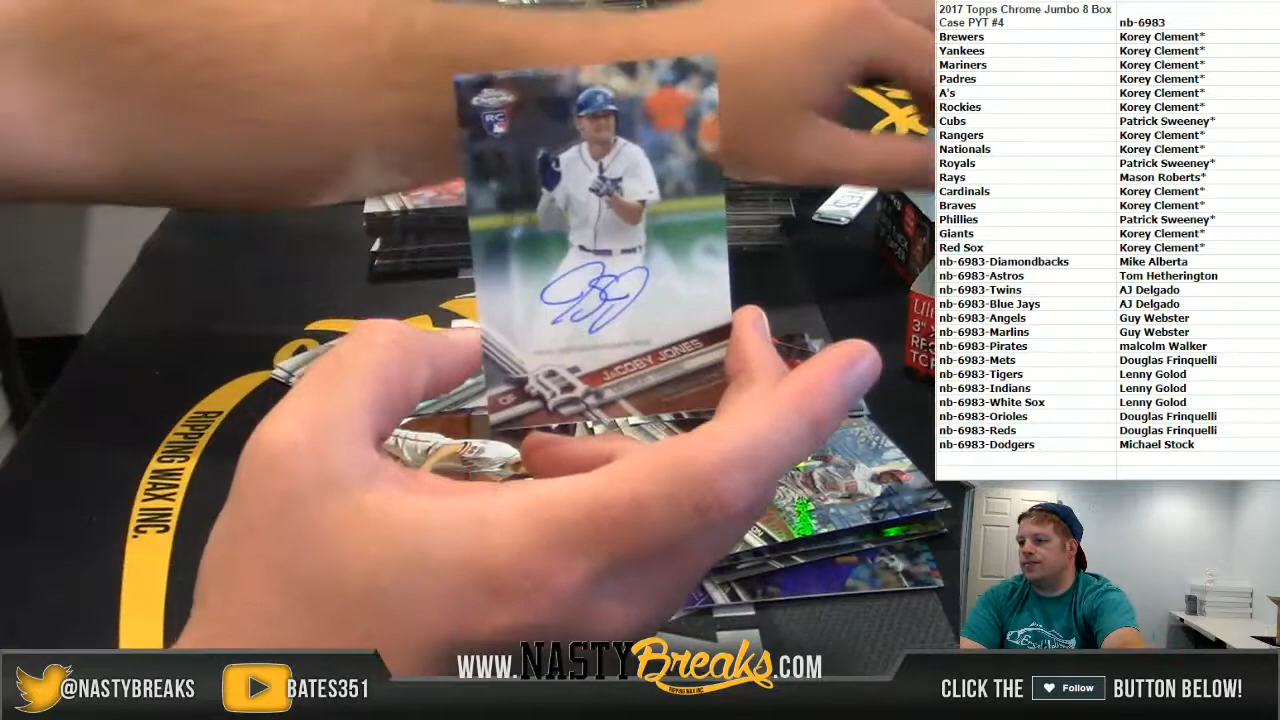 2017 Topps Chrome Jumbo 8 Box
Case PYT #4 nb-6983
Brewers Korey Clement*
Yankees Korey Clement*
Mariners Korey Clement*
Padres Korey Clement*
A's Korey Clement*
Rockies Korey Clement*
Cubs Patrick Sweeney*
Rangers Korey Clement*
Nationals Korey Clement*
Royals Patrick Sweeney*
Rays Mason Roberts*
Cardinals Korey Clement*
Braves Korey Clement*
Phillies Patrick Sweeney*
Giants Korey Clement*
Red Sox Korey Clement*
nb-6983-Diamondbacks Mike Alberta
nb-6983-Astros Tom Hetherington
nb-6983-Twins AJ Delgado
nb-6983-Blue Jays AJ Delgado
nb-6983-Angels Guy Webster
nb-6983-Marlins Guy Webster
nb-6983-Pirates malcolm Walker
nb-6983-Mets Douglas Frinquelli
nb-6983-Tigers Lenny Golod
nb-6983-Indians Lenny Golod
nb-6983-White Sox Lenny Golod
nb-6983-Orioles Douglas Frinquelli
nb-6983-Reds Douglas Frinquelli
nb-6983-Dodgers Michael Stock
RC
JACOBY JONES
OF
RIPPING WAX INC.
@NASTYBREAKS
BATES351
WWW.NASTYBreaks.COM
RIPPING WAX INC.
CLICK THE Follow BUTTON BELOW!